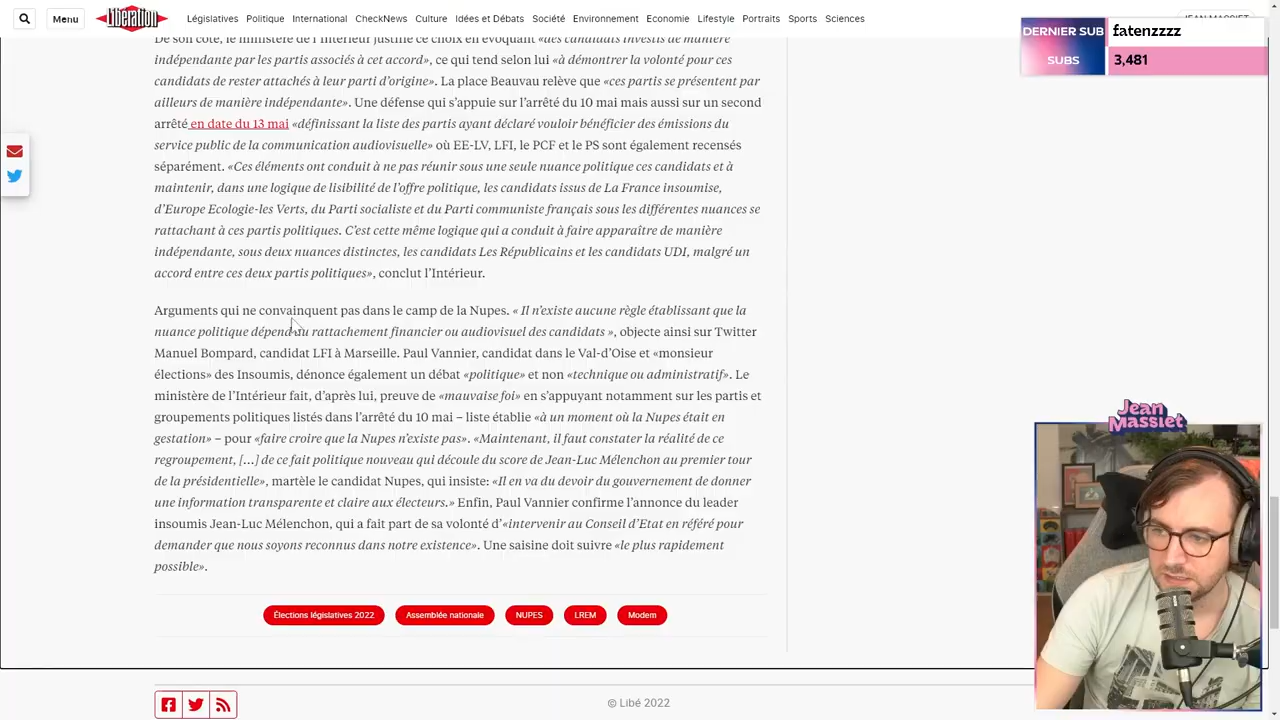 Menu
Libération
Législatives Politique International CheckNews Culture Idées et Débats Société Environnement Economie Lifestyle Portraits Sports Sciences
JEAN MASSIET
DERNIER SUB fatenzzzz
SUBS 3,481
De son côté, le ministère de ce choix en évoquant «des candidats investis de manière
indépendante par les partis associés à cet accord», ce qui tend selon lui «à démontrer la volonté pour ces
candidats de rester attachés à leur parti d'origine». La place Beauvau relève que «ces partis se présentent par
ailleurs de manière indépendante». Une défense qui s'appuie sur l'arrêté du 10 mai mais aussi sur un second
arrêté en date du 13 mai «définissant la liste des partis ayant déclaré vouloir bénéficier des émissions du
service public de la communication audiovisuelle» où EE-LV, LFI, le PCF et le PS sont également recensés
séparément. «Ces éléments ont conduit à ne pas réunir sous une seule nuance politique ces candidats et à
maintenir, dans une logique de lisibilité de l'offre politique, les candidats issus de La France insoumise,
d'Europe Ecologie-les Verts, du Parti socialiste et du Parti communiste français sous les différentes nuances se
rattachant à ces partis politiques. C'est cette même logique qui a conduit à faire apparaître de manière
indépendante, sous deux nuances distinctes, les candidats Les Républicains et les candidats UDI, malgré un
accord entre ces deux partis politiques», conclut l'Intérieur.
Arguments qui ne convainquent pas dans le camp de la Nupes. « Il n'existe aucune règle établissant que la
nuance politique dépend du rattachement financier ou audiovisuel des candidats », objecte ainsi sur Twitter
Manuel Bompard, candidat LFI à Marseille. Paul Vannier, candidat dans le Val-d'Oise et «monsieur
élections» des Insoumis, dénonce également un débat «politique» et non «technique ou administratif». Le
ministère de l'Intérieur fait, d'après lui, preuve de «mauvaise foi» en s'appuyant notamment sur les partis et
groupements politiques listés dans l'arrêté du 10 mai – liste établie «à un moment où la Nupes était en
gestation» – pour «faire croire que la Nupes n'existe pas». «Maintenant, il faut constater la réalité de ce
regroupement, [...] de ce fait politique nouveau qui découle du score de Jean-Luc Mélenchon au premier tour
de la présidentielle», martèle le candidat Nupes, qui insiste: «Il en va du devoir du gouvernement de donner
une information transparente et claire aux électeurs.» Enfin, Paul Vannier confirme l'annonce du leader
insoumis Jean-Luc Mélenchon, qui a fait part de sa volonté d'«intervenir au Conseil d'Etat en référé pour
demander que nous soyons reconnus dans notre existence». Une saisine doit suivre «le plus rapidement
possible».
Jean Massiet
Élections législatives 2022 Assemblée nationale NUPES LREM Modem
© Libé 2022